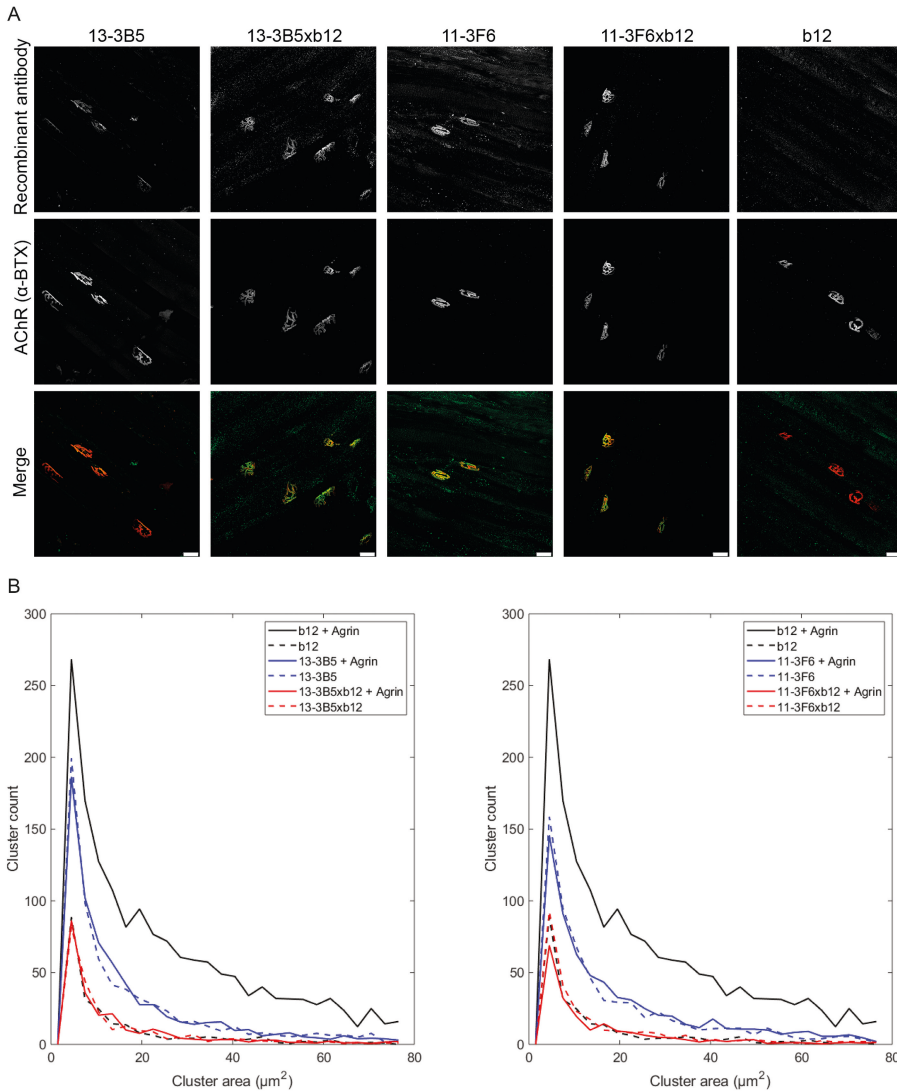 A
13-3B5
13-3B5xb12
11-3F6
11-3F6xb12
b12
Recombinant antibody
AChR (α-BTX)
Merge
B
300
250
200
150
100
50
0
0
20
40
60
80
Cluster count
Cluster area (µm²)
b12 + Agrin
b12
13-3B5 + Agrin
13-3B5
13-3B5xb12 + Agrin
13-3B5xb12
300
250
200
150
100
50
0
0
20
40
60
80
Cluster count
Cluster area (µm²)
b12 + Agrin
b12
11-3F6 + Agrin
11-3F6
11-3F6xb12 + Agrin
11-3F6xb12